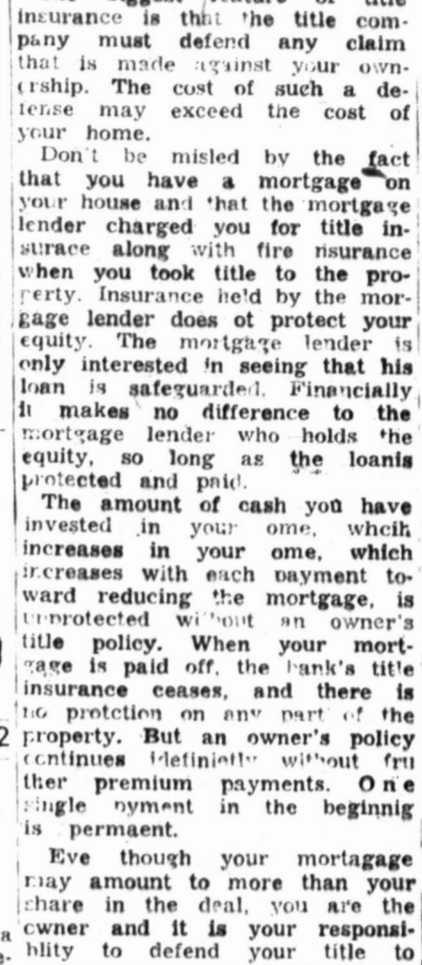 insurance is that the title com-
pany must defend any claim
that is made against your own-
ership. The cost of such a de-
fense may exceed the cost of
your home.
Don't be misled by the fact
that you have a mortgage on
your house and that the mortgage
lender charged you for title in-
surace along with fire nsurance
when you took title to the pro-
perty. Insurance he'd by the mor-
gage lender does ot protect your
equity. The mortgage lender is
only interested in seeing that his
loan is safeguarded. Financially
it makes no difference to the
mortgage lender who holds the
equity, so long as the loanis
protected and paid.
The amount of cash you have
invested in your ome, whcih
increases in your ome, which
increases with each payment to-
ward reducing the mortgage, is
unprotected without an owner's
title policy. When your mort-
gage is paid off, the bank's title
insurance ceases, and there is
no protction on any part of the
property. But an owner's policy
continues without fru
ther premium payments. One
single pyment in the beginnig
is permaent.
Eve though your mortagage
may amount to more than your
share in the deal, you are the
owner and it is your responsi-
blity to defend your title to